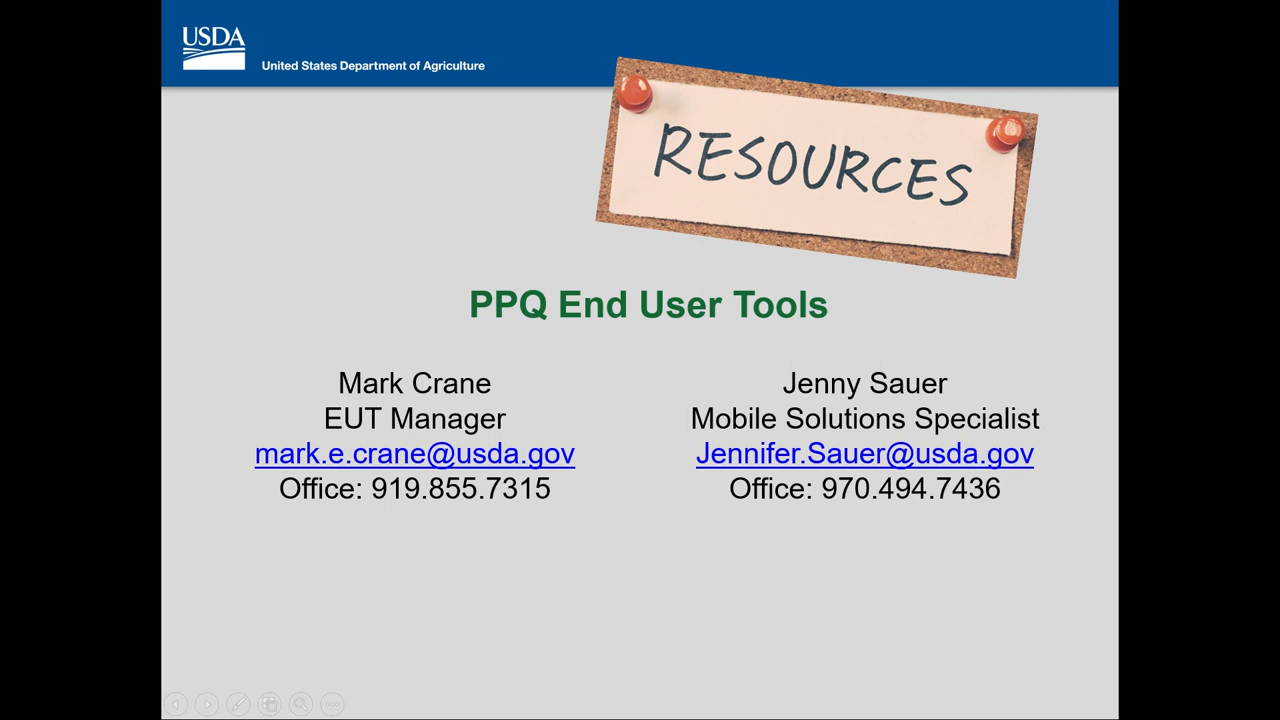 USDA
United States Department of Agriculture
RESOURCES
PPQ End User Tools
Mark Crane
EUT Manager
mark.e.crane@usda.gov
Office: 919.855.7315
Jenny Sauer
Mobile Solutions Specialist
Jennifer.Sauer@usda.gov
Office: 970.494.7436